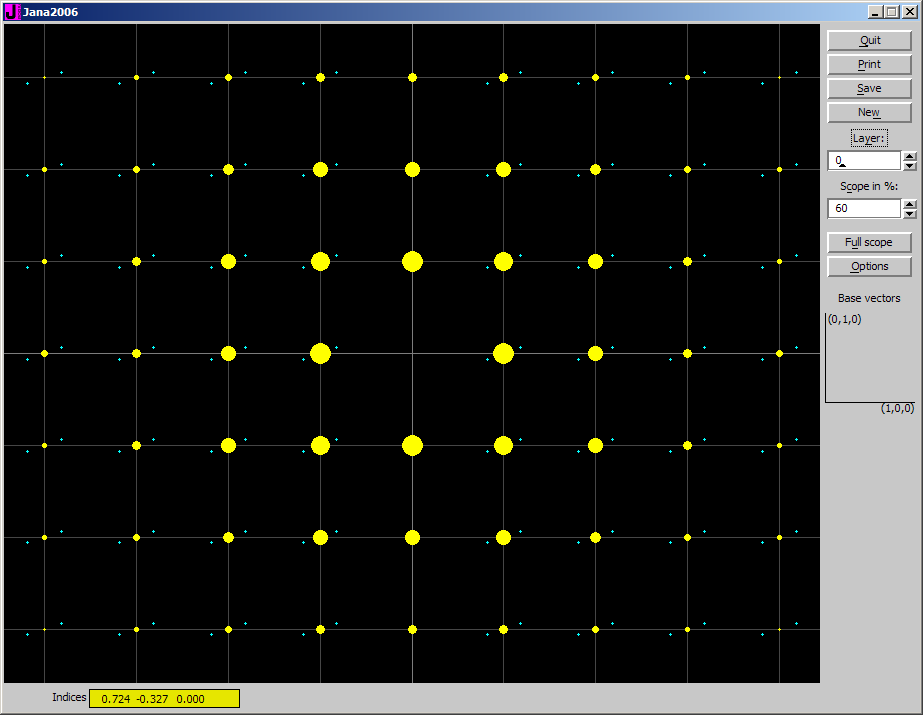 Jana2006
Quit
Print
Save
New
Layer:
0
Scope in %:
60
Full scope
Options
Base vectors
(0,1,0)
(1,0,0)
Indices 0.724 -0.327 0.000